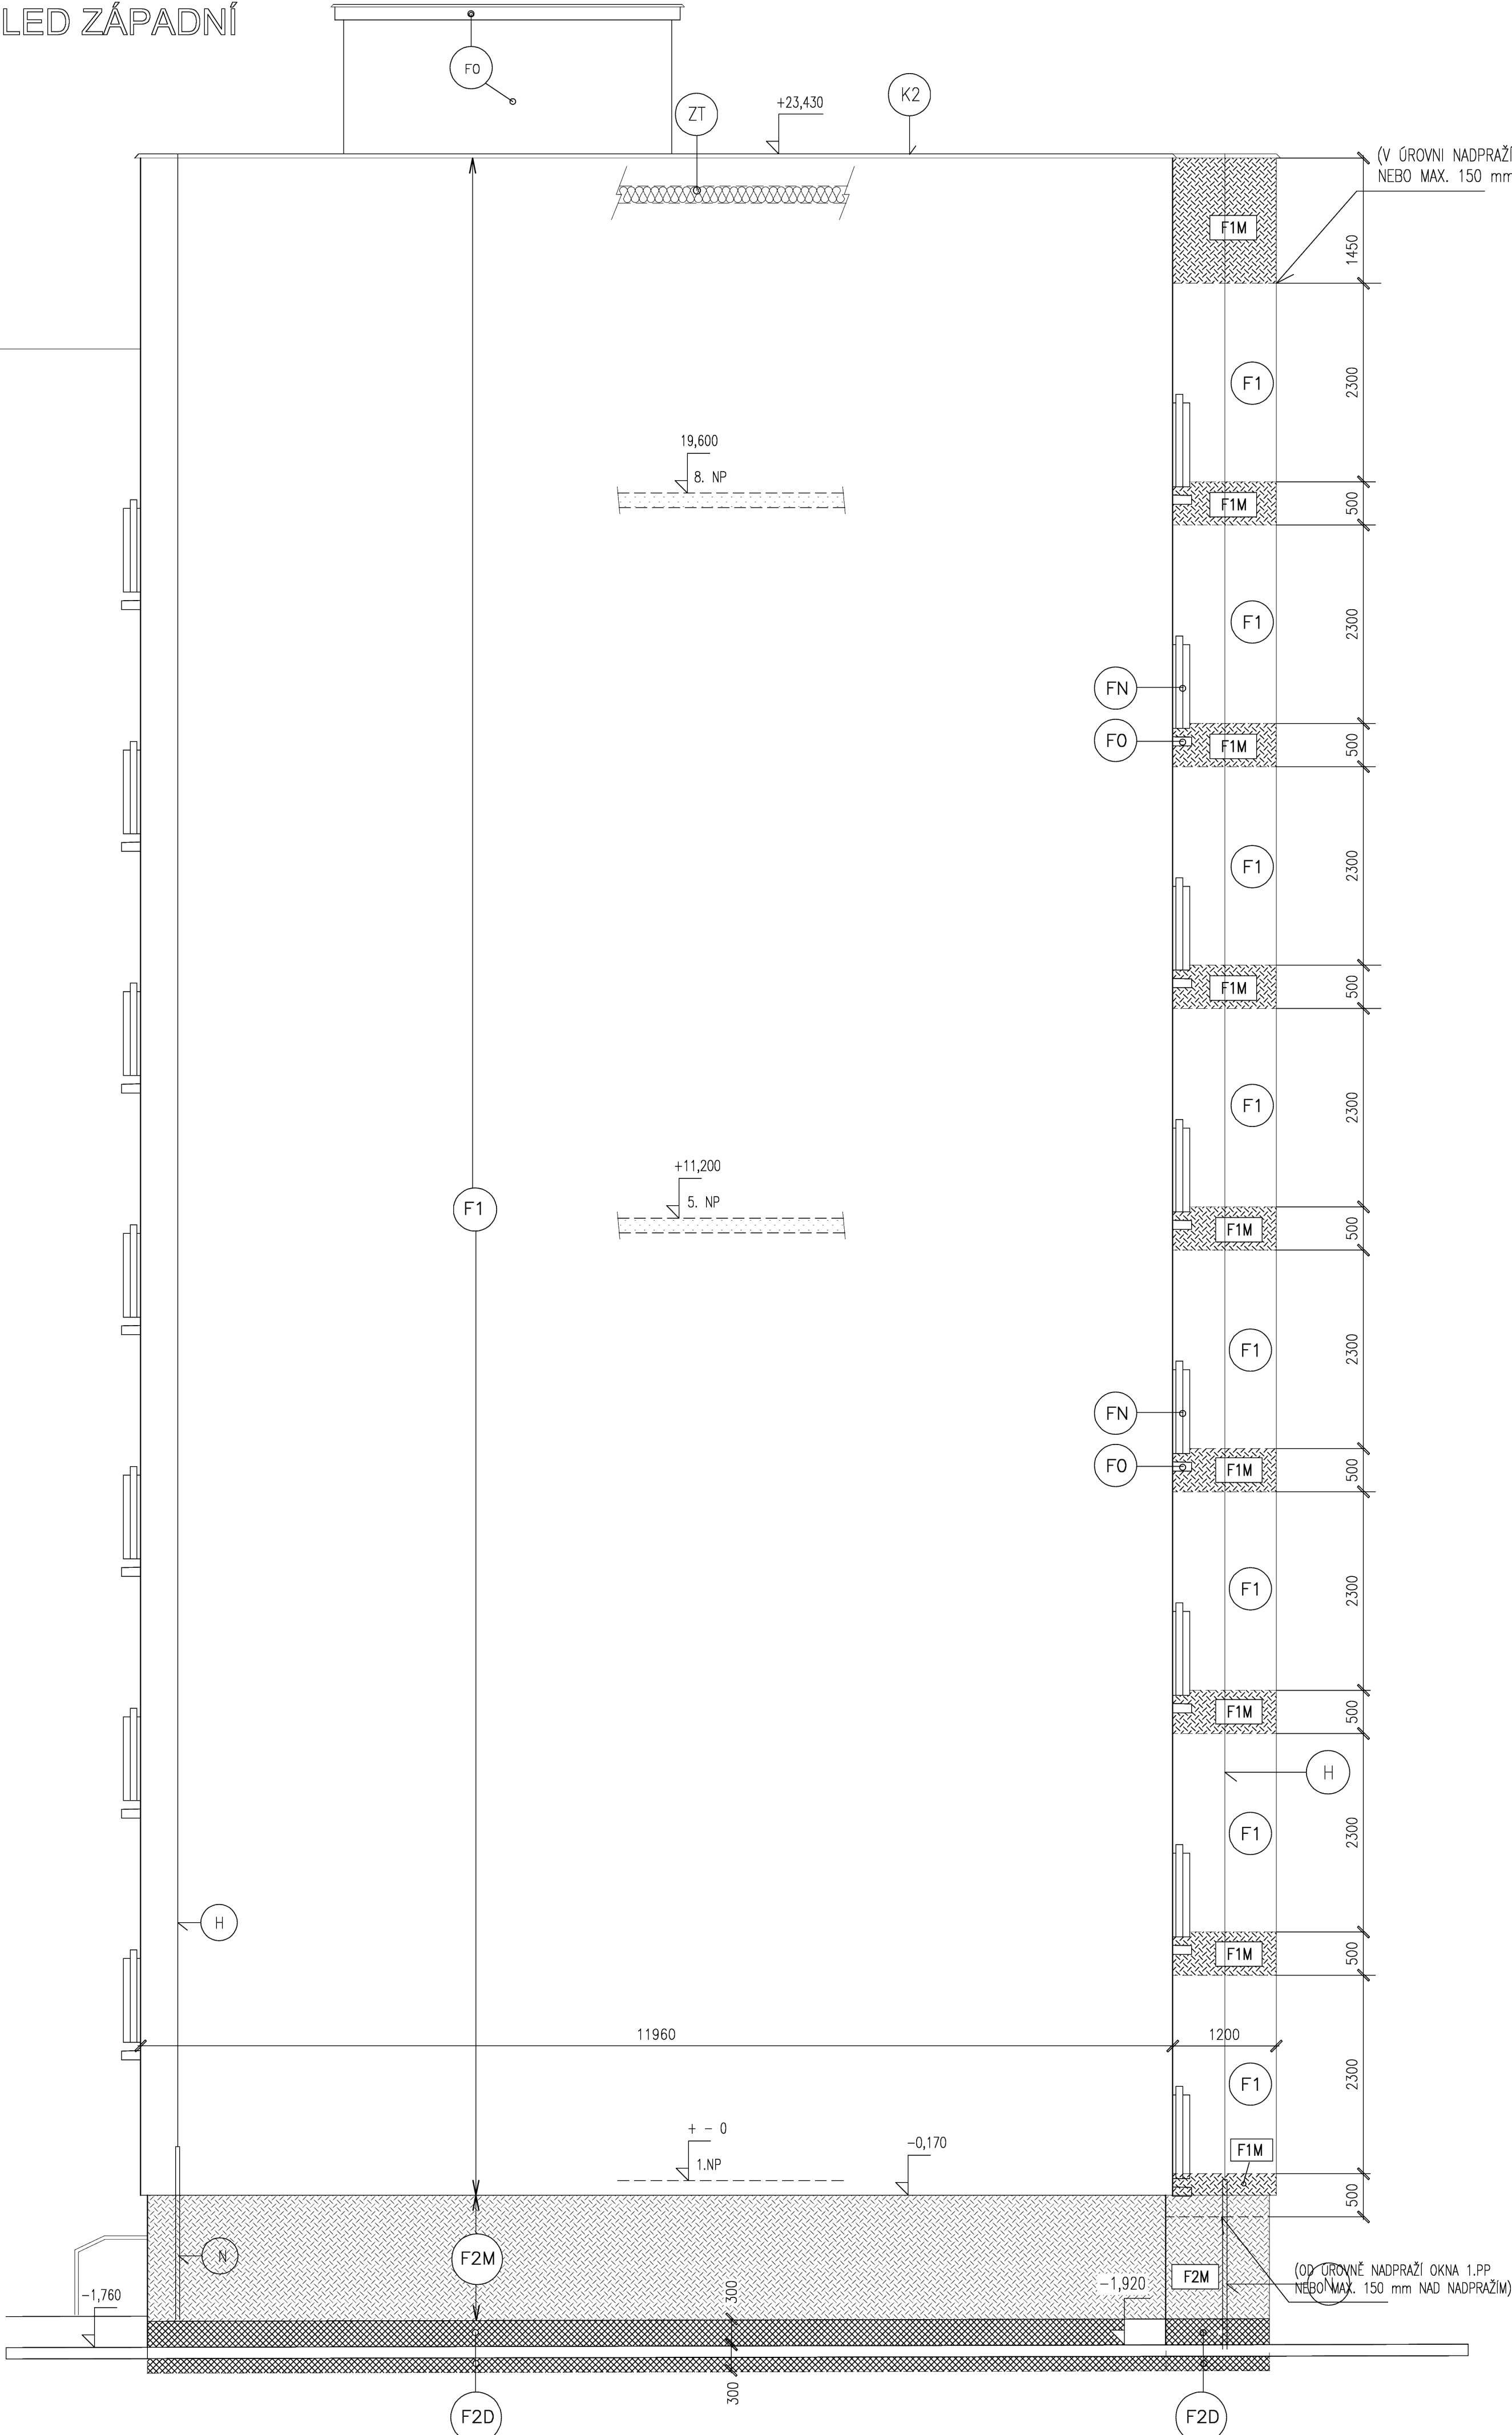 LED ZÁPADNÍ
F0
ZT
+23,430
K2
(V ÚROVNI NADPRAŽÍ
NEBO MAX. 150 mm
F1M
1450
F1
2300
19,600
8. NP
F1M
500
F1
2300
FN
F0
F1M
500
F1
2300
F1M
500
F1
2300
+11,200
5. NP
F1
F1M
500
F1
2300
FN
F0
F1M
500
F1
2300
F1M
500
H
F1
2300
H
F1M
500
11960
1200
F1
2300
+ - 0
1.NP
-0,170
F1M
500
N
F2M
F2M
(OD ÚROVNĚ NADPRAŽÍ OKNA 1.PP
NEBO MAX. 150 mm NAD NADPRAŽÍM)
N
-1,760
300
-1,920
300
F2D
F2D